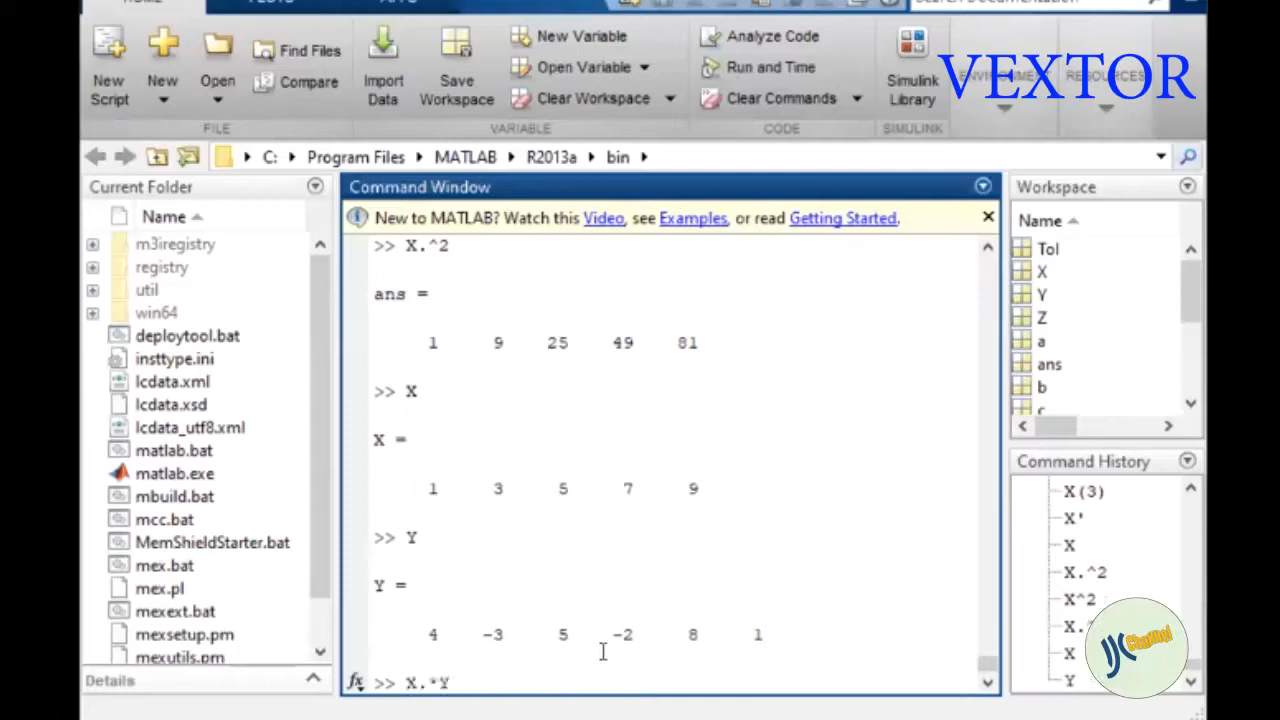 HOME
New Script
New
Open
Find Files
Compare
FILE
Import Data
Save Workspace
New Variable
Open Variable
Clear Workspace
VARIABLE
Analyze Code
Run and Time
Clear Commands
CODE
Simulink Library
SIMULINK
ENVIRONMENT
RESOURCES
VEXTOR
C: Program Files MATLAB R2013a bin
Current Folder
Name
m3iregistry
registry
util
win64
deploytool.bat
insttype.ini
lcdata.xml
lcdata.xsd
lcdata_utf8.xml
matlab.bat
matlab.exe
mbuild.bat
mcc.bat
MemShieldStarter.bat
mex.bat
mex.pl
mexext.bat
mexsetup.pm
mexutils.pm
Details
Command Window
New to MATLAB? Watch this Video, see Examples, or read Getting Started.
>> X.^2
ans =
1 9 25 49 81
>> X
X =
1 3 5 7 9
>> Y
Y =
4 -3 5 -2 8 1
fx >> X.*Y
Workspace
Name
Tol
X
Y
Z
a
ans
b
c
Command History
X(3)
X'
X
X.^2
X^2
X.
X
Y
JJC Channel